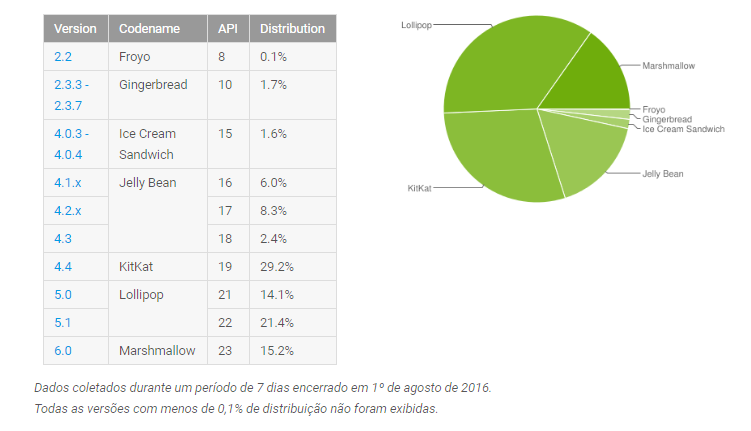 Version Codename API Distribution
2.2 Froyo 8 0.1%
2.3.3 - Gingerbread 10 1.7%
2.3.7
4.0.3 - Ice Cream 15 1.6%
4.0.4 Sandwich
4.1.x Jelly Bean 16 6.0%
4.2.x 17 8.3%
4.3 18 2.4%
4.4 KitKat 19 29.2%
5.0 Lollipop 21 14.1%
5.1 22 21.4%
6.0 Marshmallow 23 15.2%
Lollipop
Marshmallow
Froyo
Gingerbread
Ice Cream Sandwich
Jelly Bean
KitKat
Dados coletados durante um período de 7 dias encerrado em 1º de agosto de 2016.
Todas as versões com menos de 0,1% de distribuição não foram exibidas.